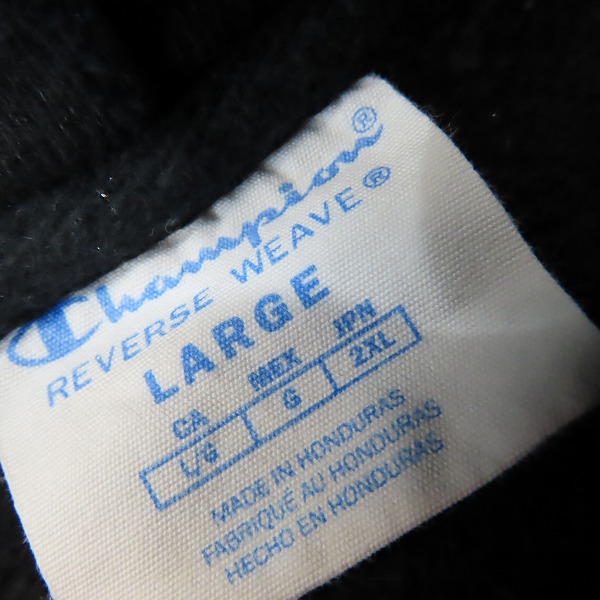 Champion®
REVERSE WEAVE®
LARGE
CA MEX JPN
L/G G 2XL
MADE IN HONDURAS
FABRIQUÉ AU HONDURAS
HECHO EN HONDURAS